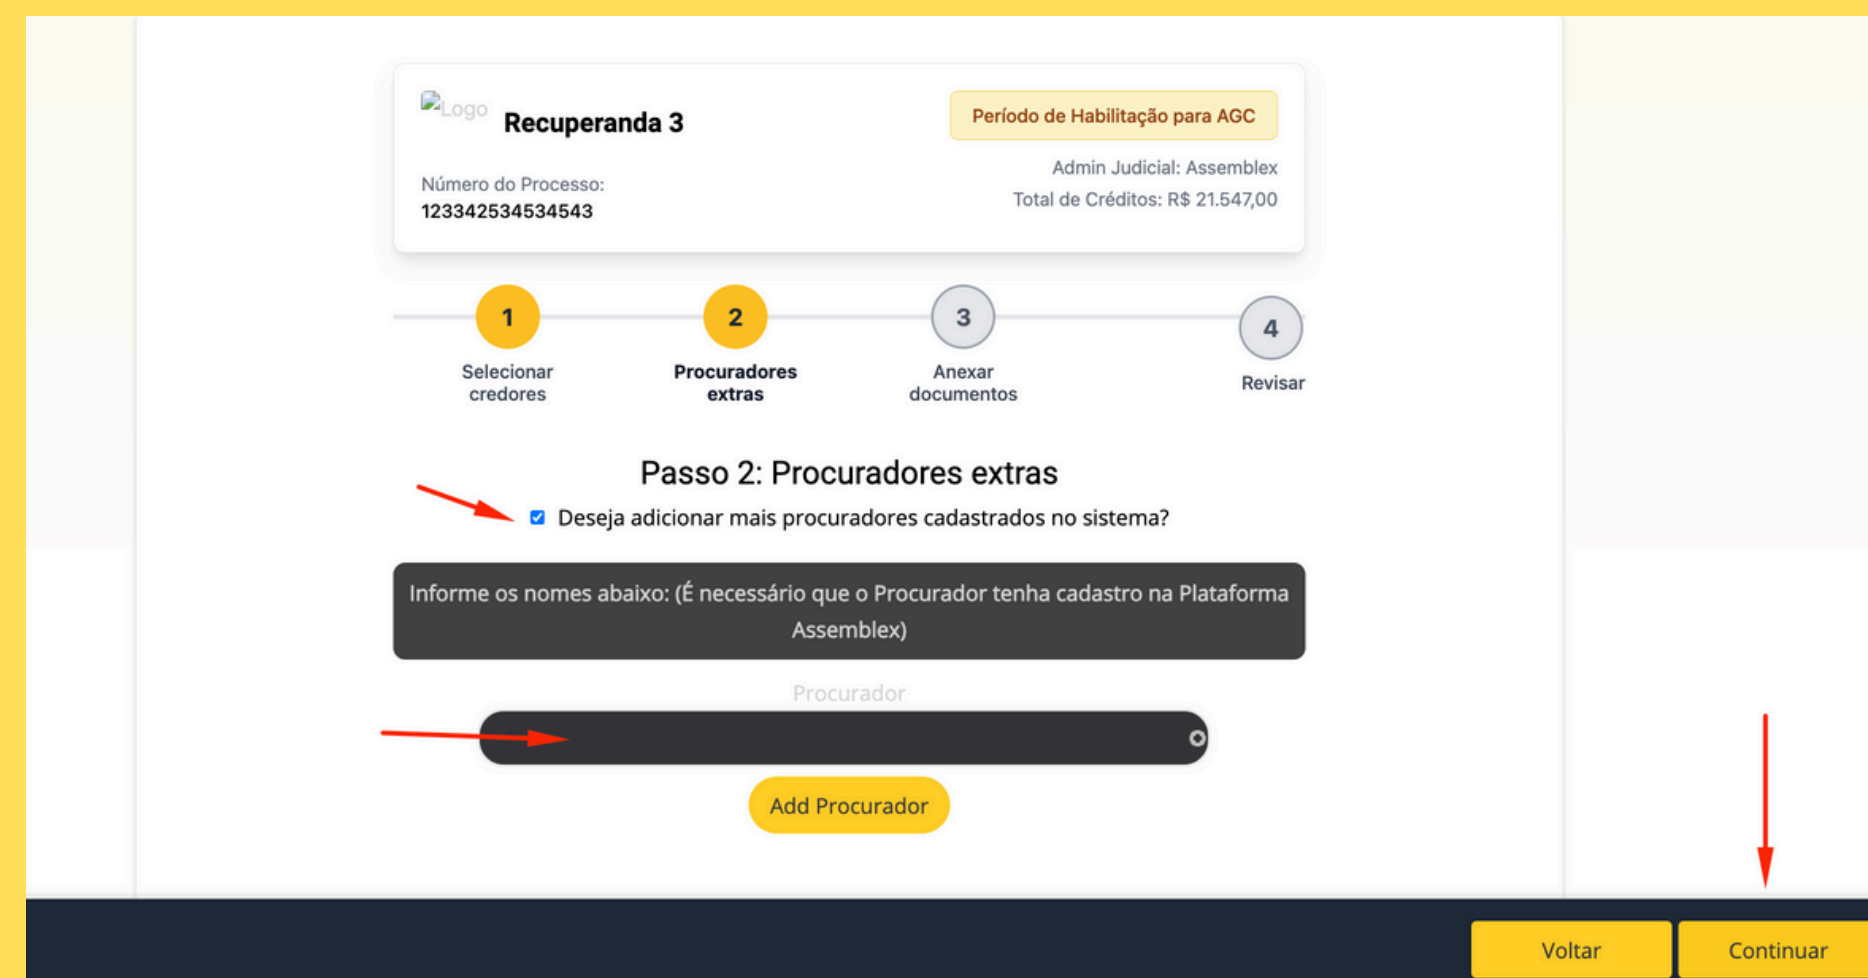 Logo
Recuperanda 3
Período de Habilitação para AGC
Número do Processo:
123342534534543
Admin Judicial: Assemblex
Total de Créditos: R$ 21.547,00
1
2
3
4
Selecionar
credores
Procuradores
extras
Anexar
documentos
Revisar
Passo 2: Procuradores extras
Deseja adicionar mais procuradores cadastrados no sistema?
Informe os nomes abaixo: (É necessário que o Procurador tenha cadastro na Plataforma
Assemblex)
Procurador
Add Procurador
Voltar
Continuar